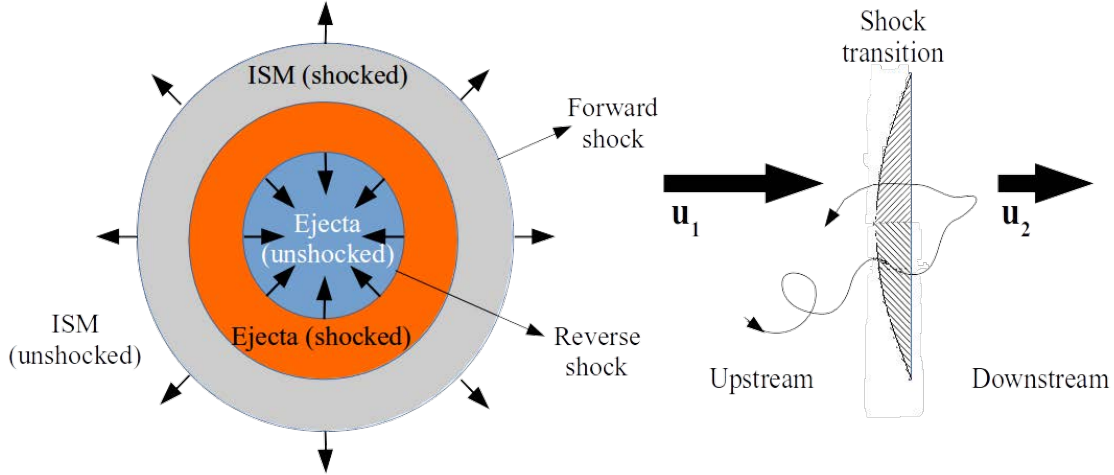 ISM (shocked)
Forward
shock
Ejecta
(unshocked)
Ejecta (shocked)
ISM
(unshocked)
Reverse
shock
Shock
transition
u1
u2
Upstream
Downstream